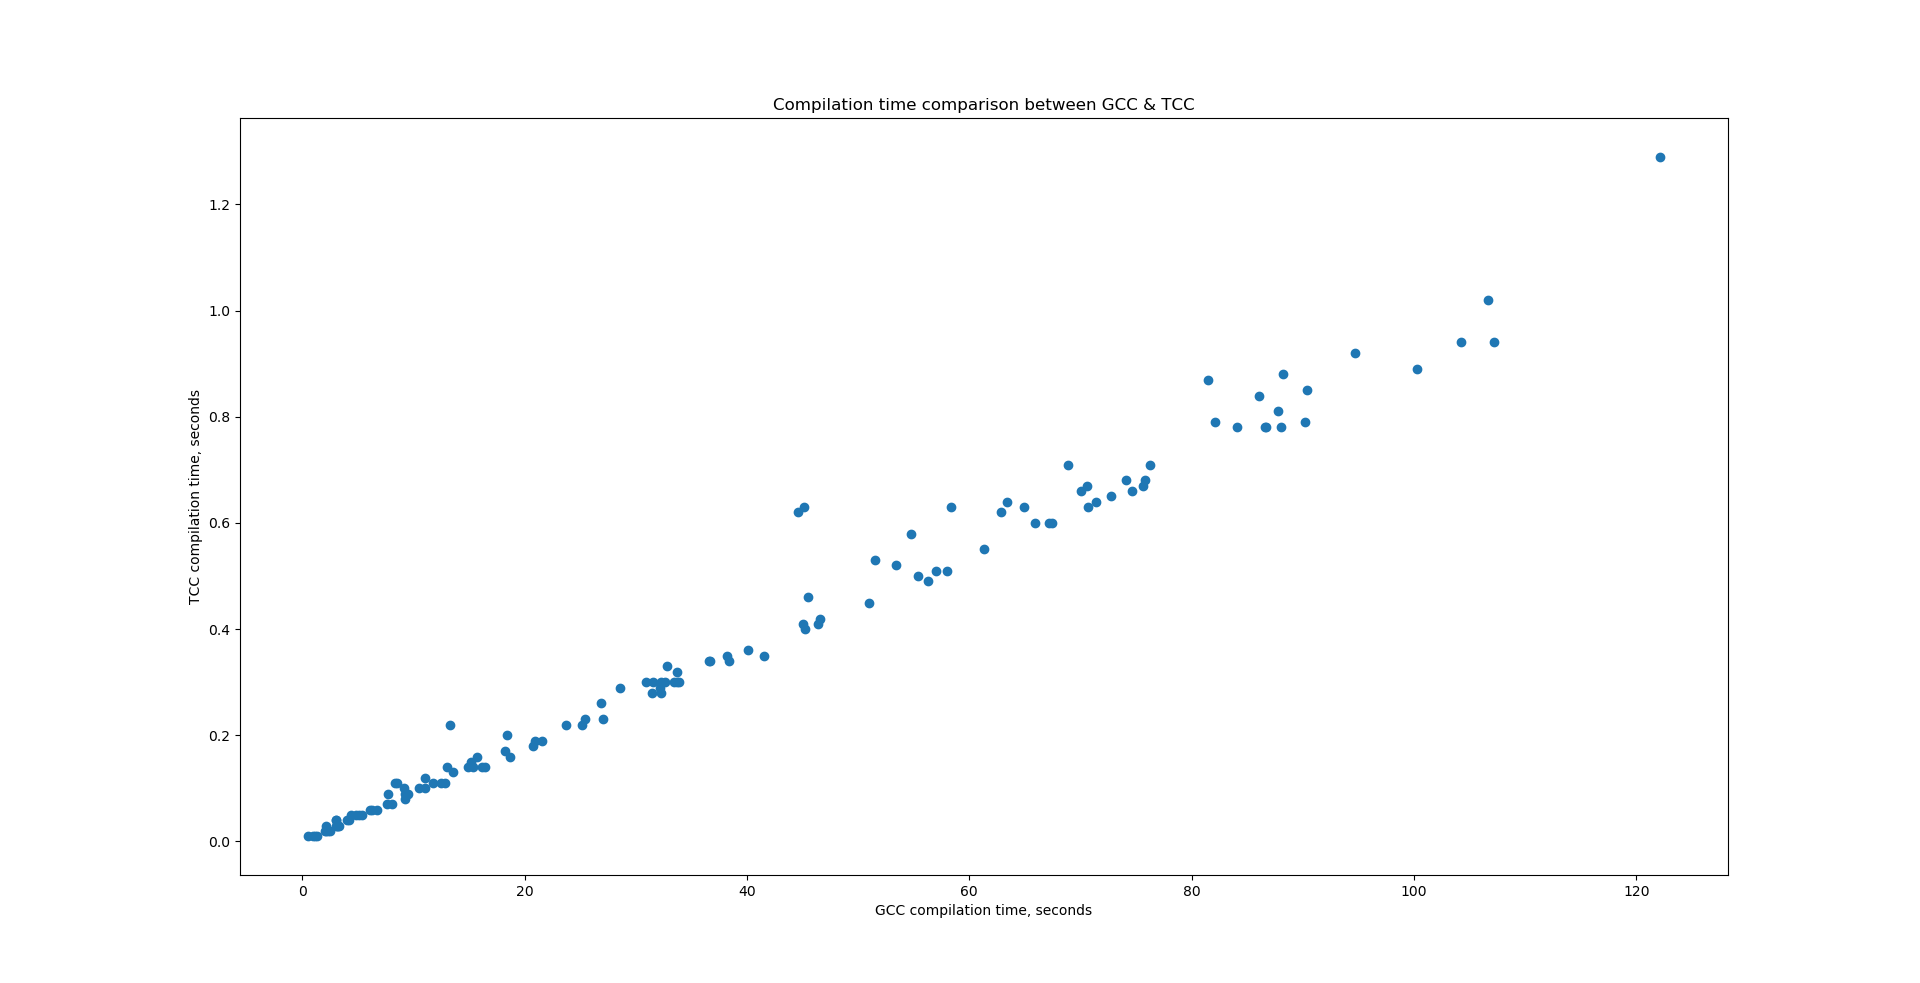 Compilation time comparison between GCC & TCC
TCC compilation time, seconds
1.2
1.0
0.8
0.6
0.4
0.2
0.0
0 20 40 60 80 100 120
GCC compilation time, seconds